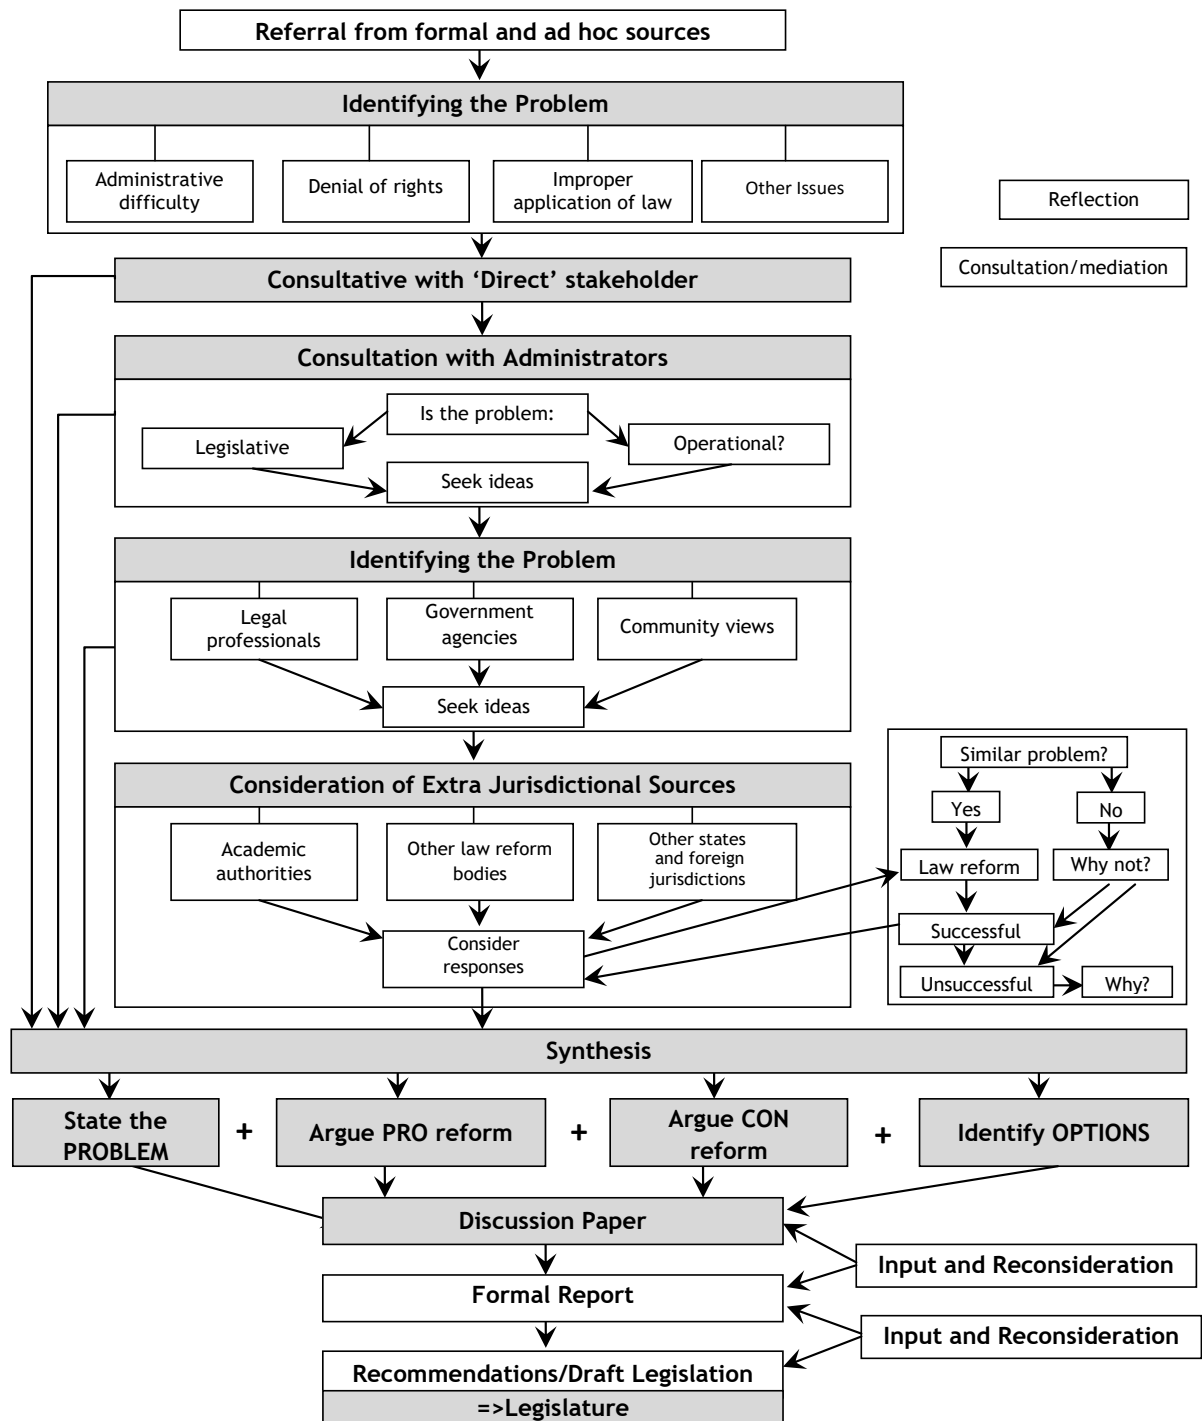 Referral from formal and ad hoc sources
Identifying the Problem
Administrative
difficulty
Denial of rights
Improper
application of law
Other Issues
Reflection
Consultation/mediation
Consultative with ‘Direct’ stakeholder
Consultation with Administrators
Is the problem:
Legislative
Operational?
Seek ideas
Identifying the Problem
Legal
professionals
Government
agencies
Community views
Seek ideas
Consideration of Extra Jurisdictional Sources
Academic
authorities
Other law reform
bodies
Other states
and foreign
jurisdictions
Consider
responses
Similar problem?
Yes
No
Law reform
Why not?
Successful
Unsuccessful
Why?
Synthesis
State the
PROBLEM
+
Argue PRO reform
+
Argue CON
reform
+
Identify OPTIONS
Discussion Paper
Input and Reconsideration
Formal Report
Input and Reconsideration
Recommendations/Draft Legislation
=>Legislature